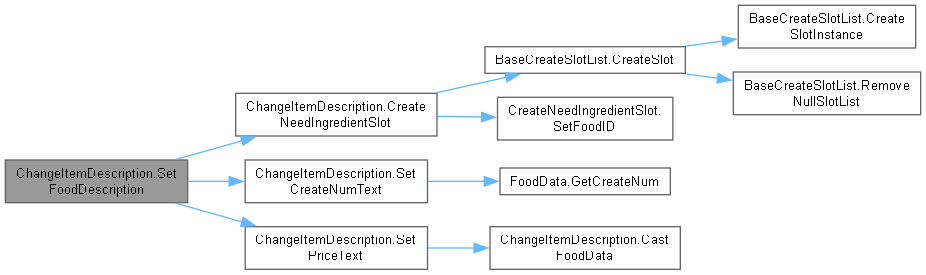 BaseCreateSlotList.Create
SlotInstance
BaseCreateSlotList.CreateSlot
BaseCreateSlotList.Remove
NullSlotList
ChangeItemDescription.Create
NeedIngredientSlot
CreateNeedIngredientSlot.
SetFoodID
ChangeItemDescription.Set
FoodDescription
ChangeItemDescription.Set
CreateNumText
FoodData.GetCreateNum
ChangeItemDescription.Set
PriceText
ChangeItemDescription.Cast
FoodData